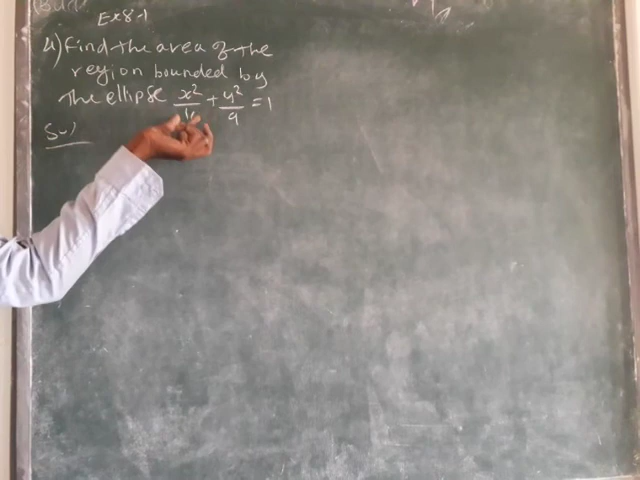 Ex 8.1
4) Find the area of the
region bounded by
the ellipse x²/16 + y²/9 = 1
Sol